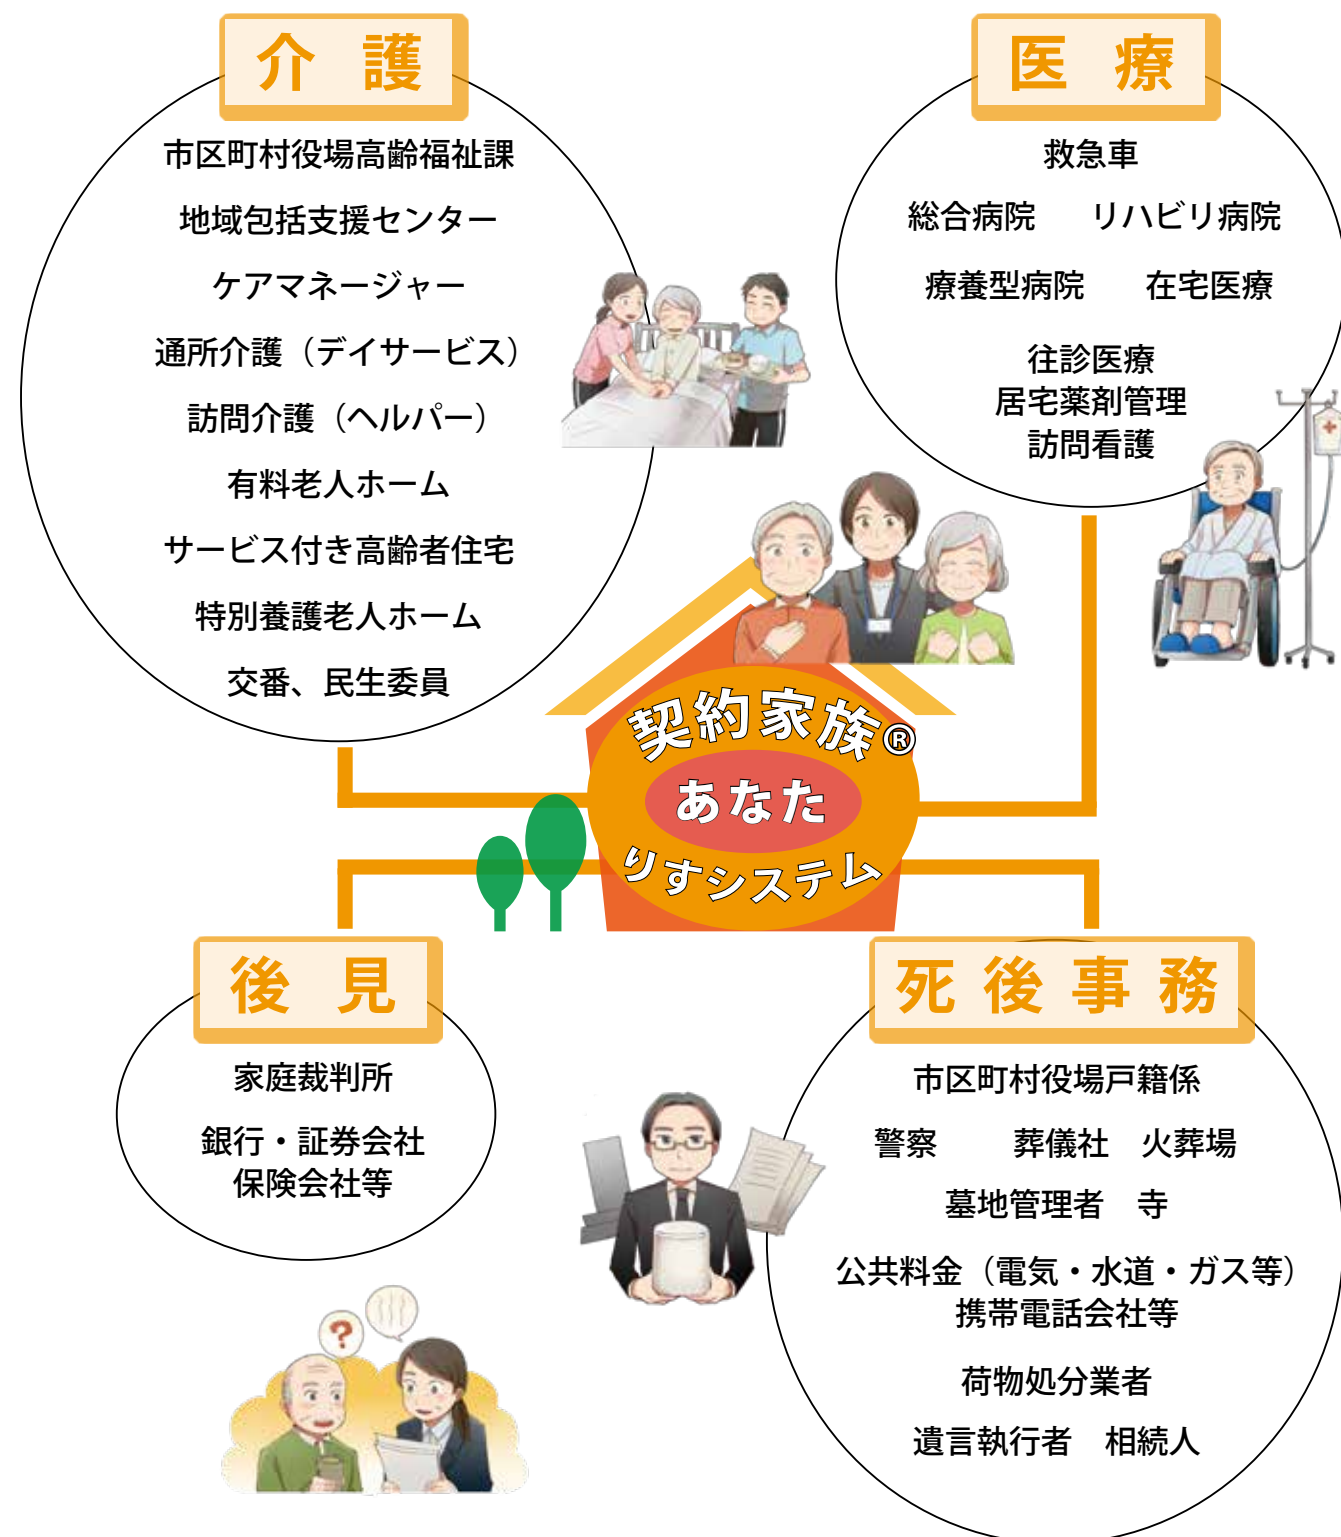 介護
市区町村役場高齢福祉課
地域包括支援センター
ケアマネージャー
通所介護（デイサービス）
訪問介護（ヘルパー）
有料老人ホーム
サービス付き高齢者住宅
特別養護老人ホーム
交番、民生委員
医療
救急車
総合病院　リハビリ病院
療養型病院　在宅医療
往診医療
居宅薬剤管理
訪問看護
契約家族®
あなた
りすシステム
後見
家庭裁判所
銀行・証券会社
保険会社等
?
死後事務
市区町村役場戸籍係
警察　葬儀社　火葬場
墓地管理者　寺
公共料金（電気・水道・ガス等）
携帯電話会社等
荷物処分業者
遺言執行者　相続人